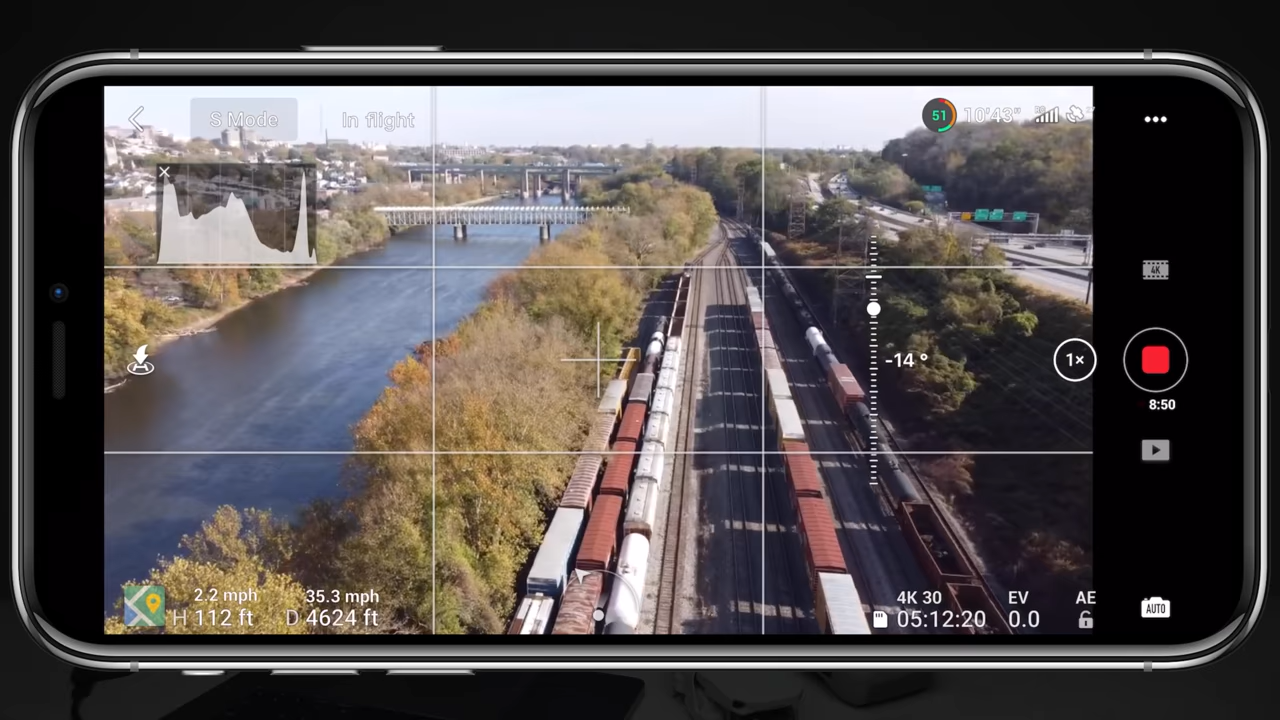 S Mode
In flight
51
10'43"
4K
-14°
1×
8:50
2.2 mph
35.3 mph
H 112 ft
D 4624 ft
4K 30
05:12:20
EV
0.0
AE
AUTO